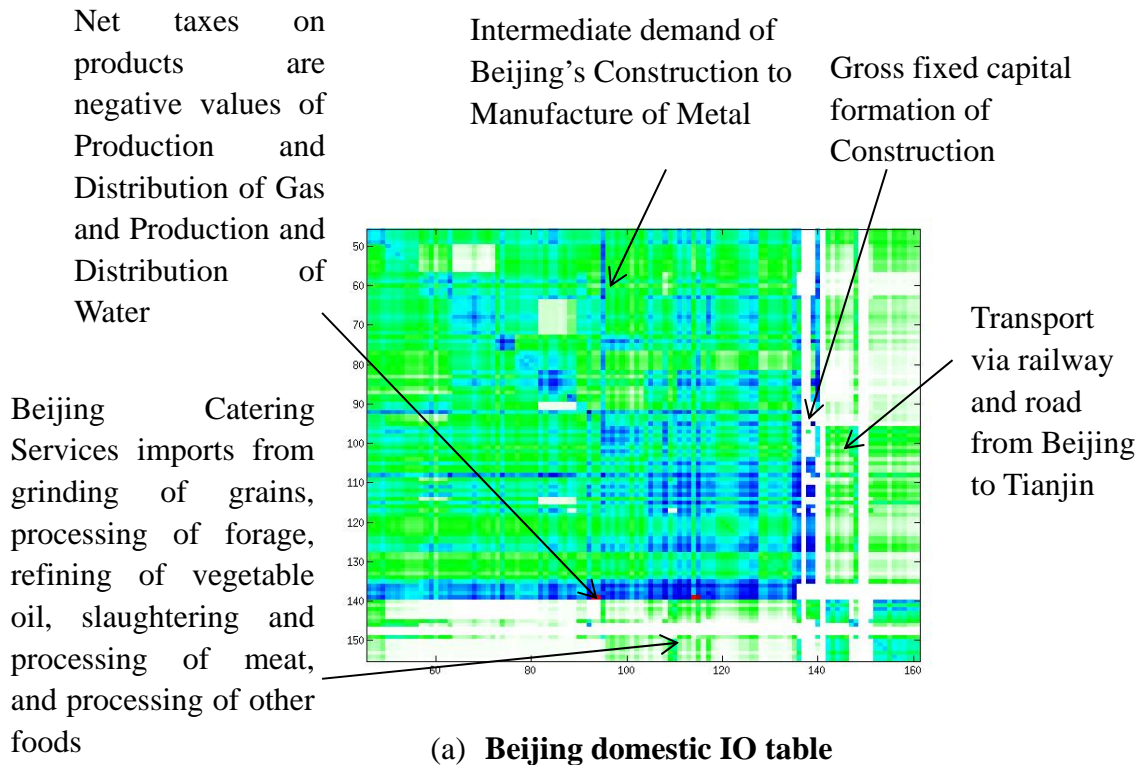 Net taxes on
products are
negative values of
Production and
Distribution of Gas
and Production and
Distribution of
Water
Intermediate demand of
Beijing’s Construction to
Manufacture of Metal
Gross fixed capital
formation of
Construction
Transport
via railway
and road
from Beijing
to Tianjin
Beijing Catering
Services imports from
grinding of grains,
processing of forage,
refining of vegetable
oil, slaughtering and
processing of meat,
and processing of other
foods
50
60
70
80
90
100
110
120
130
140
150
60 80 100 120 140 160
(a) Beijing domestic IO table